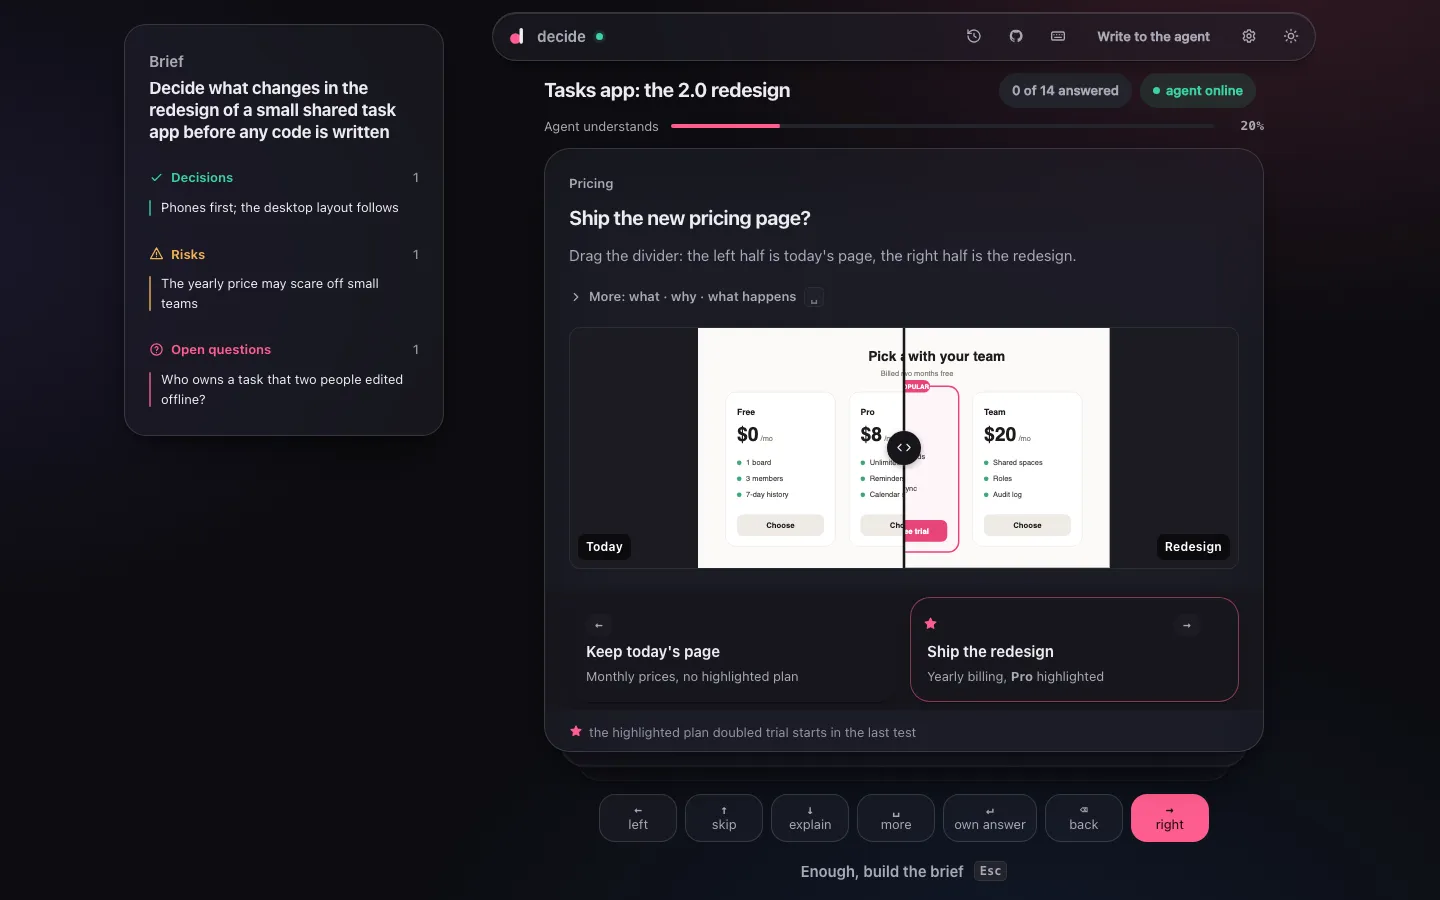 Brief
Decide what changes in the
redesign of a small shared task
app before any code is written
Decisions 1
Phones first; the desktop layout follows
Risks 1
The yearly price may scare off small
teams
Open questions 1
Who owns a task that two people edited
offline?
decide
Write to the agent
Tasks app: the 2.0 redesign
0 of 14 answered
agent online
Agent understands
20%
Pricing
Ship the new pricing page?
Drag the divider: the left half is today's page, the right half is the redesign.
More: what · why · what happens ␣
Pick with your team
Billed two months free
Free
$0 /mo
1 board
3 members
7-day history
Choose
Pro
$8
Team
$20 /mo
Shared spaces
Roles
Audit log
Choose
Today
Redesign
←
Keep today's page
Monthly prices, no highlighted plan
→
Ship the redesign
Yearly billing, Pro highlighted
the highlighted plan doubled trial starts in the last test
← left
↑ skip
↓ explain
␣ more
↵ own answer
⌫ back
→ right
Enough, build the brief Esc